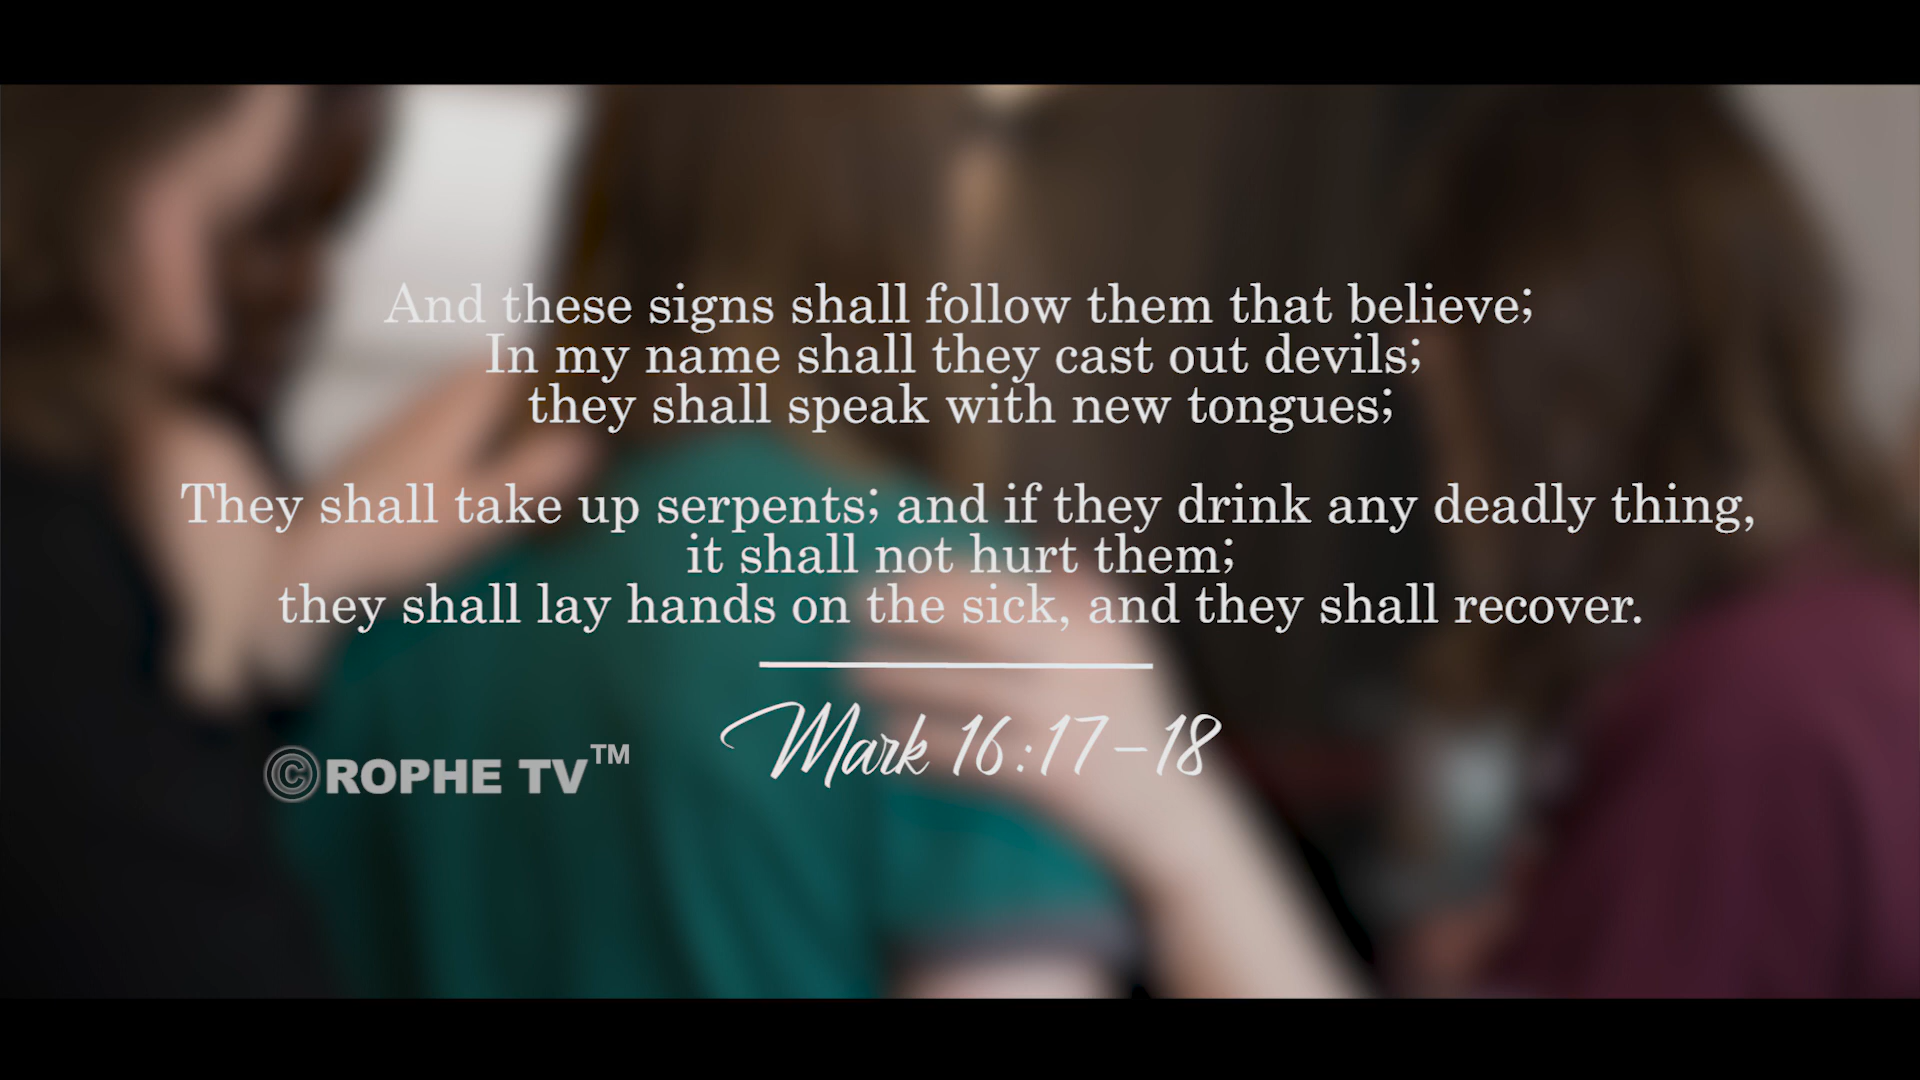 And these signs shall follow them that believe;
In my name shall they cast out devils;
they shall speak with new tongues;
They shall take up serpents; and if they drink any deadly thing,
it shall not hurt them;
they shall lay hands on the sick, and they shall recover.
Mark 16:17-18
©ROPHE TV™